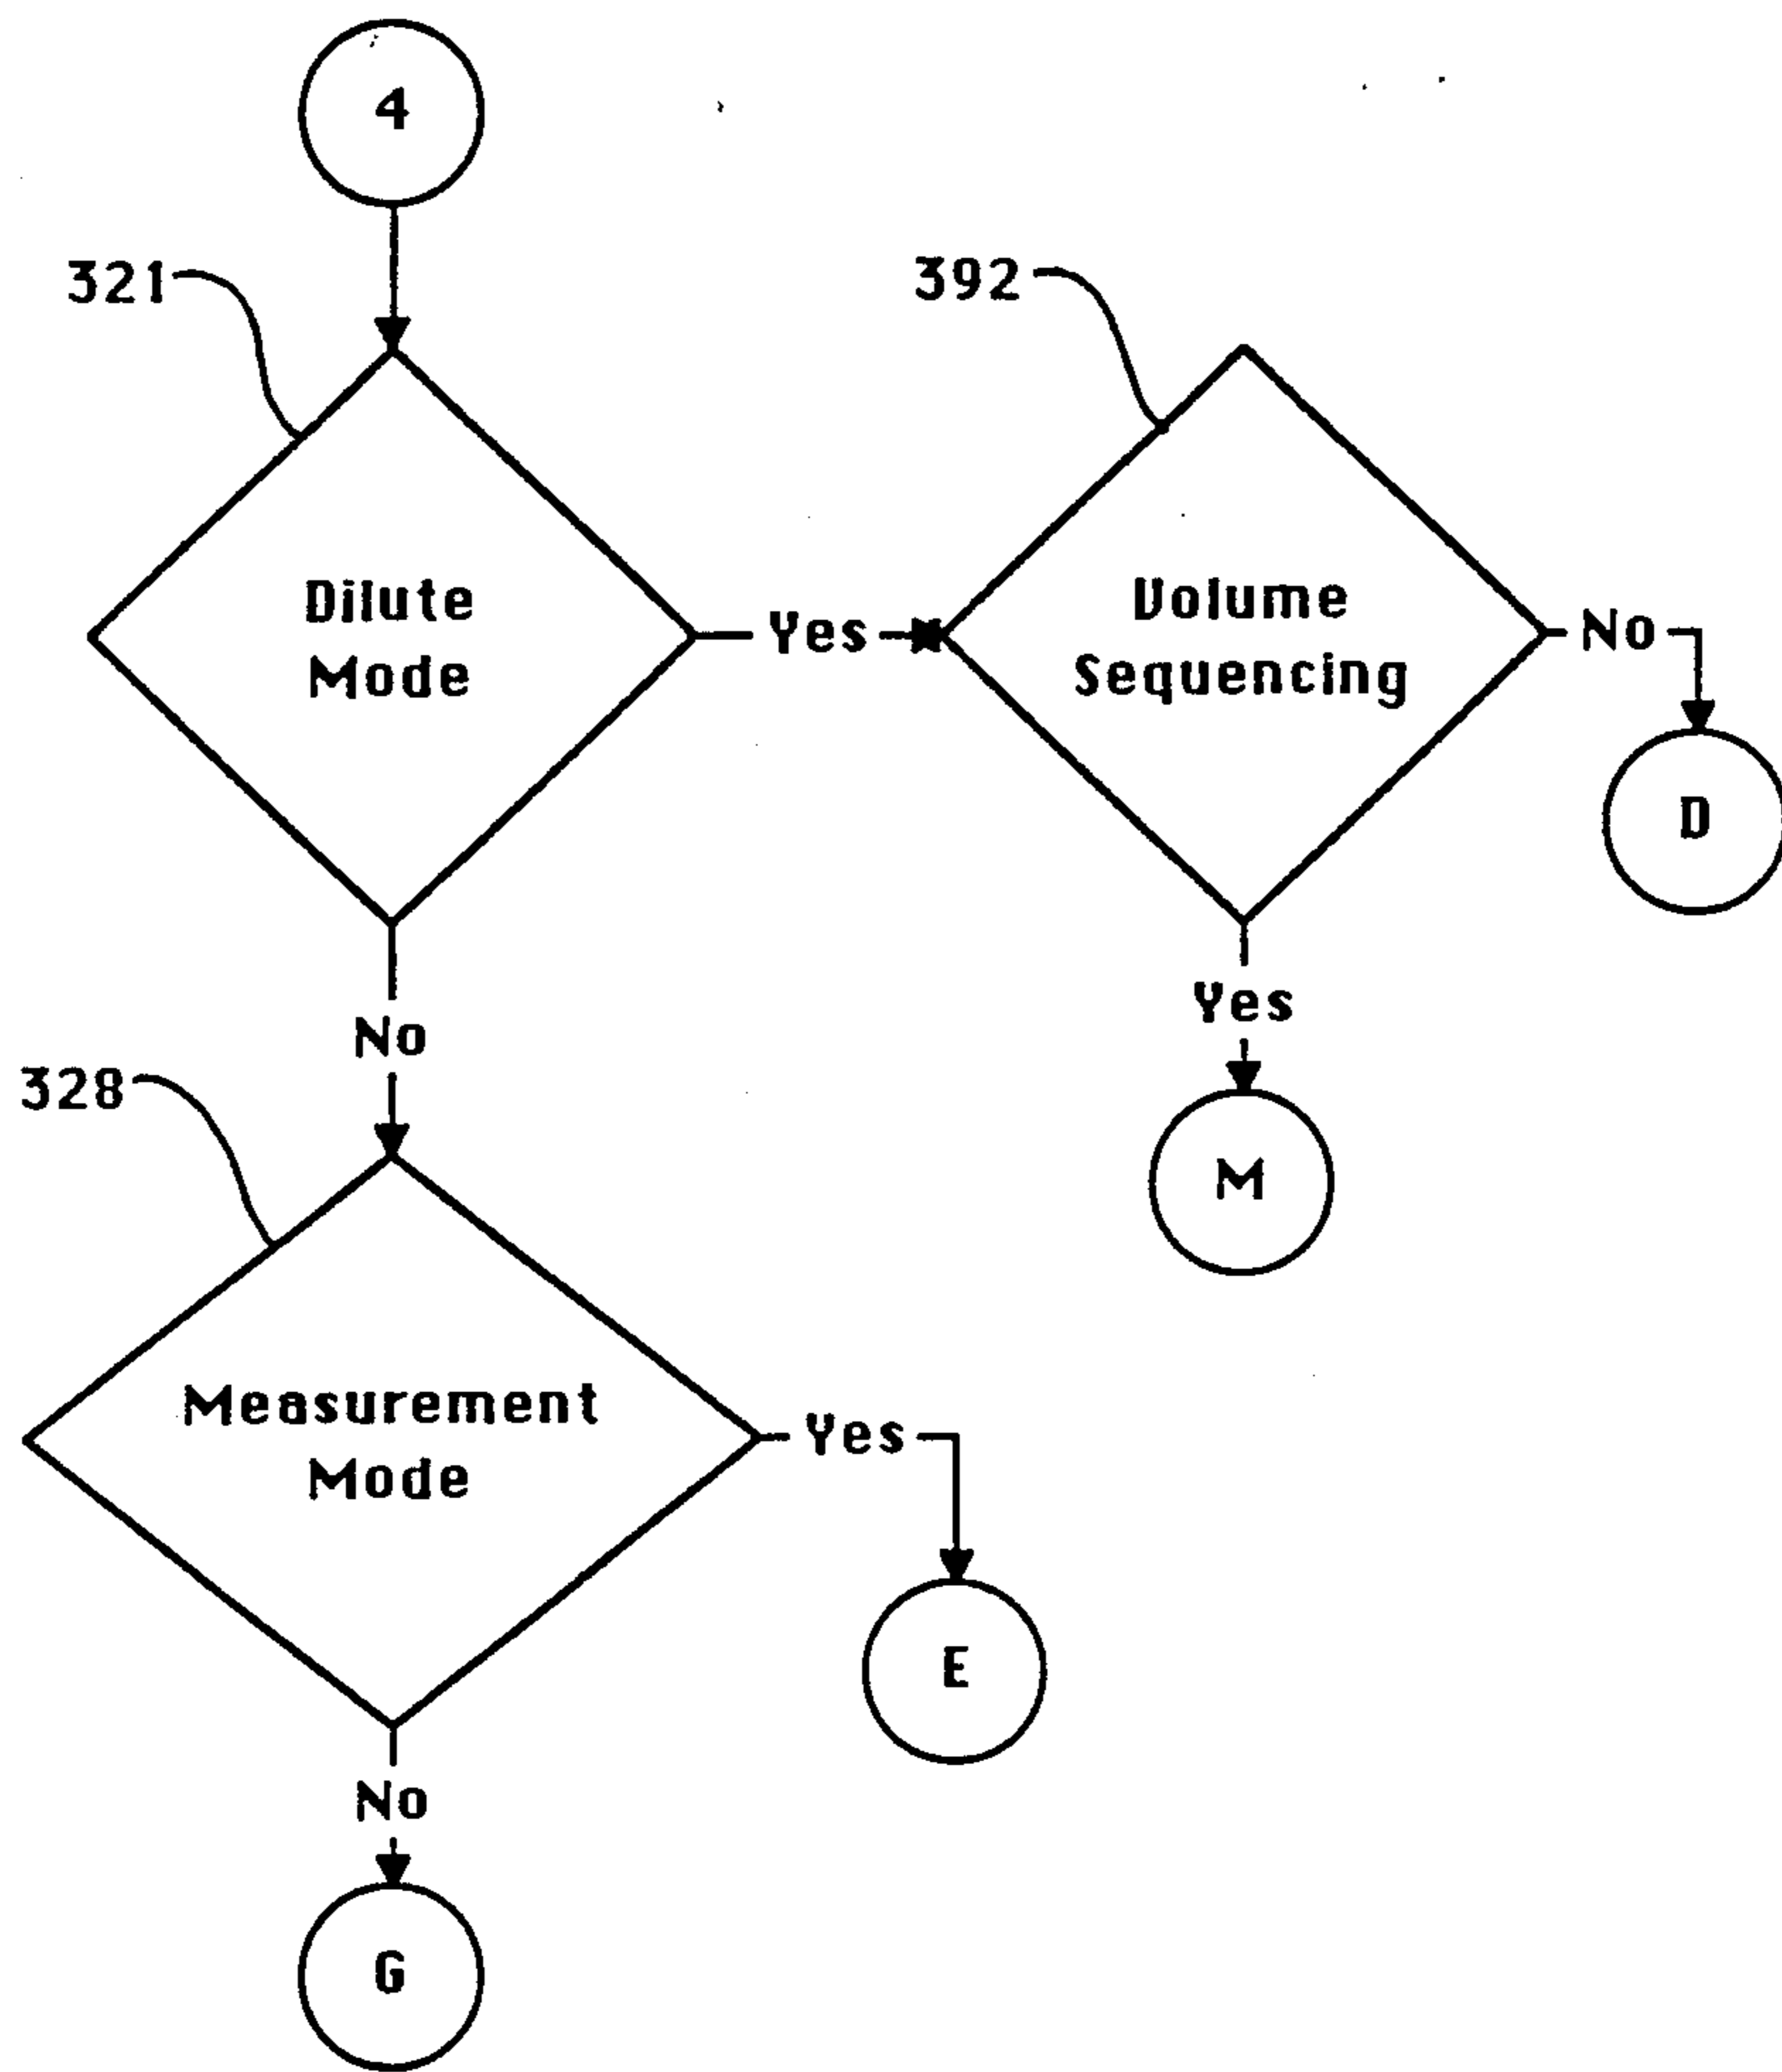 4
321
392
Dilute
Mode
Yes
Volume
Sequencing
No
D
No
Yes
328
M
Measurement
Mode
Yes
E
No
G